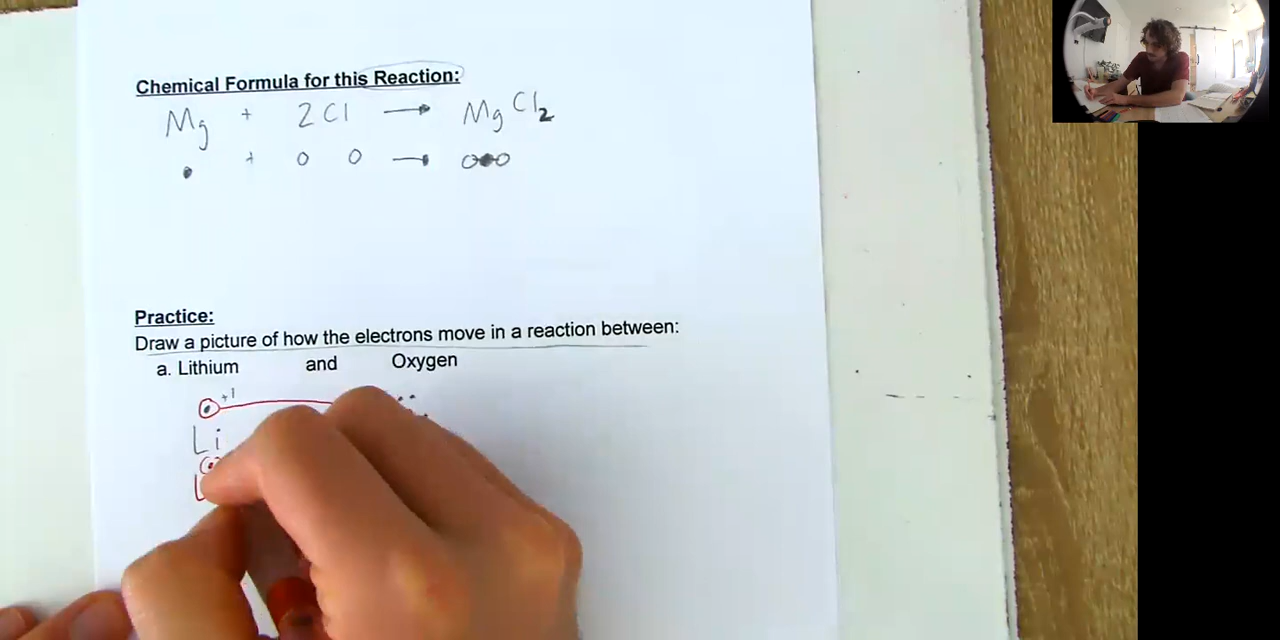 Chemical Formula for this Reaction:
Mg + 2Cl → MgCl₂
+ →
Practice:
Draw a picture of how the electrons move in a reaction between:
a. Lithium and Oxygen
+1
Li
L